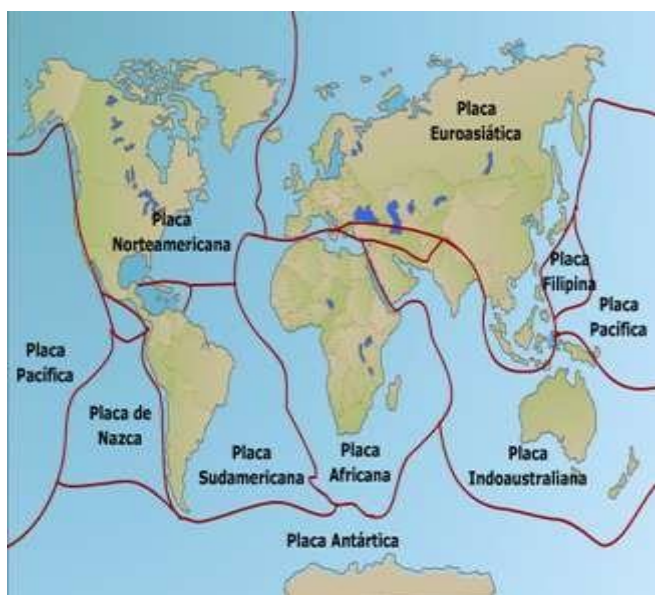 Placa
Euroasiática
Placa
Norteamericana
Placa
Filipina
Placa
Pacífica
Placa
Pacífica
Placa de
Nazca
Placa
Sudamericana
Placa
Africana
Placa
Indoaustraliana
Placa Antártica